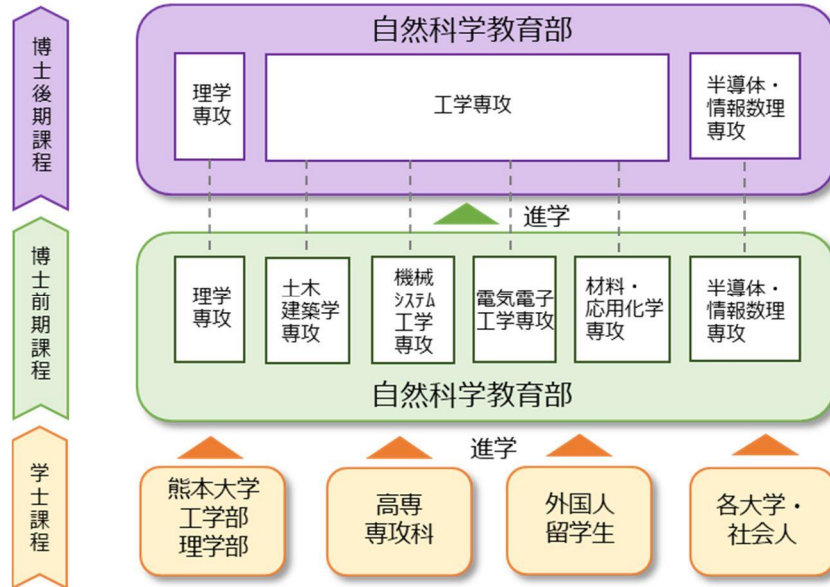 博士後期課程
自然科学教育部
理学
専攻
工学専攻
半導体・
情報数理
専攻
進学
博士前期課程
理学
専攻
土木
建築学
専攻
機械
システム
工学
専攻
電気電子
工学専攻
材料・
応用化学
専攻
半導体・
情報数理
専攻
自然科学教育部
進学
学士課程
熊本大学
工学部
理学部
高専
専攻科
外国人
留学生
各大学・
社会人